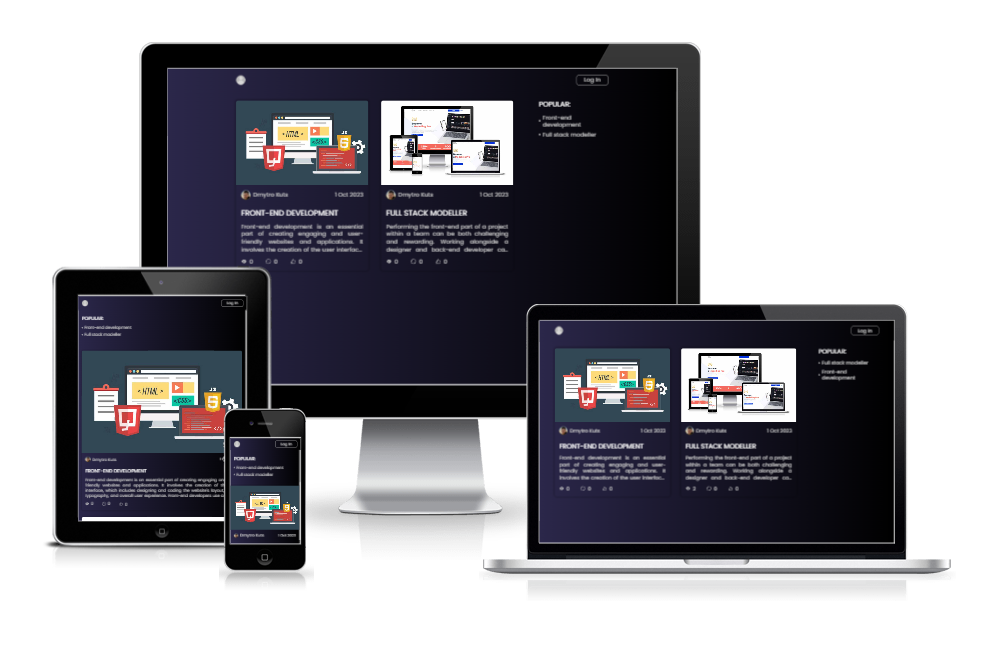 Log in
POPULAR:
• Front-end
development
• Full stack modeller
<HTML>
<CSS>
JS
5
Dmytro Kuts
1 Oct 2023
FRONT-END DEVELOPMENT
Front-end development is an essential
part of creating engaging and user-
friendly websites and applications. It
involves the creation of the user interfac...
0 0 0
Dmytro Kuts
1 Oct 2023
FULL STACK MODELLER
Performing the front-end part of a project
within a team can be both challenging
and rewarding. Working alongside a
designer and back-end developer ca...
0 0 0
Log in
POPULAR:
• Front-end development
• Full stack modeller
<HTML>
<CSS>
JS
5
Dmytro Kuts
FRONT-END DEVELOPMENT
Front-end development is an essential part of creating engaging an
friendly websites and applications. It involves the creation of t
interface, which includes designing and coding the website's layout,
typography, and overall user experience. Front-end developers use c
0 0 0
Log in
POPULAR:
• Front-end development
• Full stack modeller
Dmytro Kuts
1 Oct 2023
Log in
POPULAR:
• Full stack modeller
• Front-end
development
<HTML>
<CSS>
JS
5
Dmytro Kuts
1 Oct 2023
FRONT-END DEVELOPMENT
Front-end development is an essential
part of creating engaging and user-
friendly websites and applications. It
involves the creation of the user interfac...
0 0 0
Dmytro Kuts
1 Oct 2023
FULL STACK MODELLER
Performing the front-end part of a project
within a team can be both challenging
and rewarding. Working alongside a
designer and back-end developer ca...
2 0 0